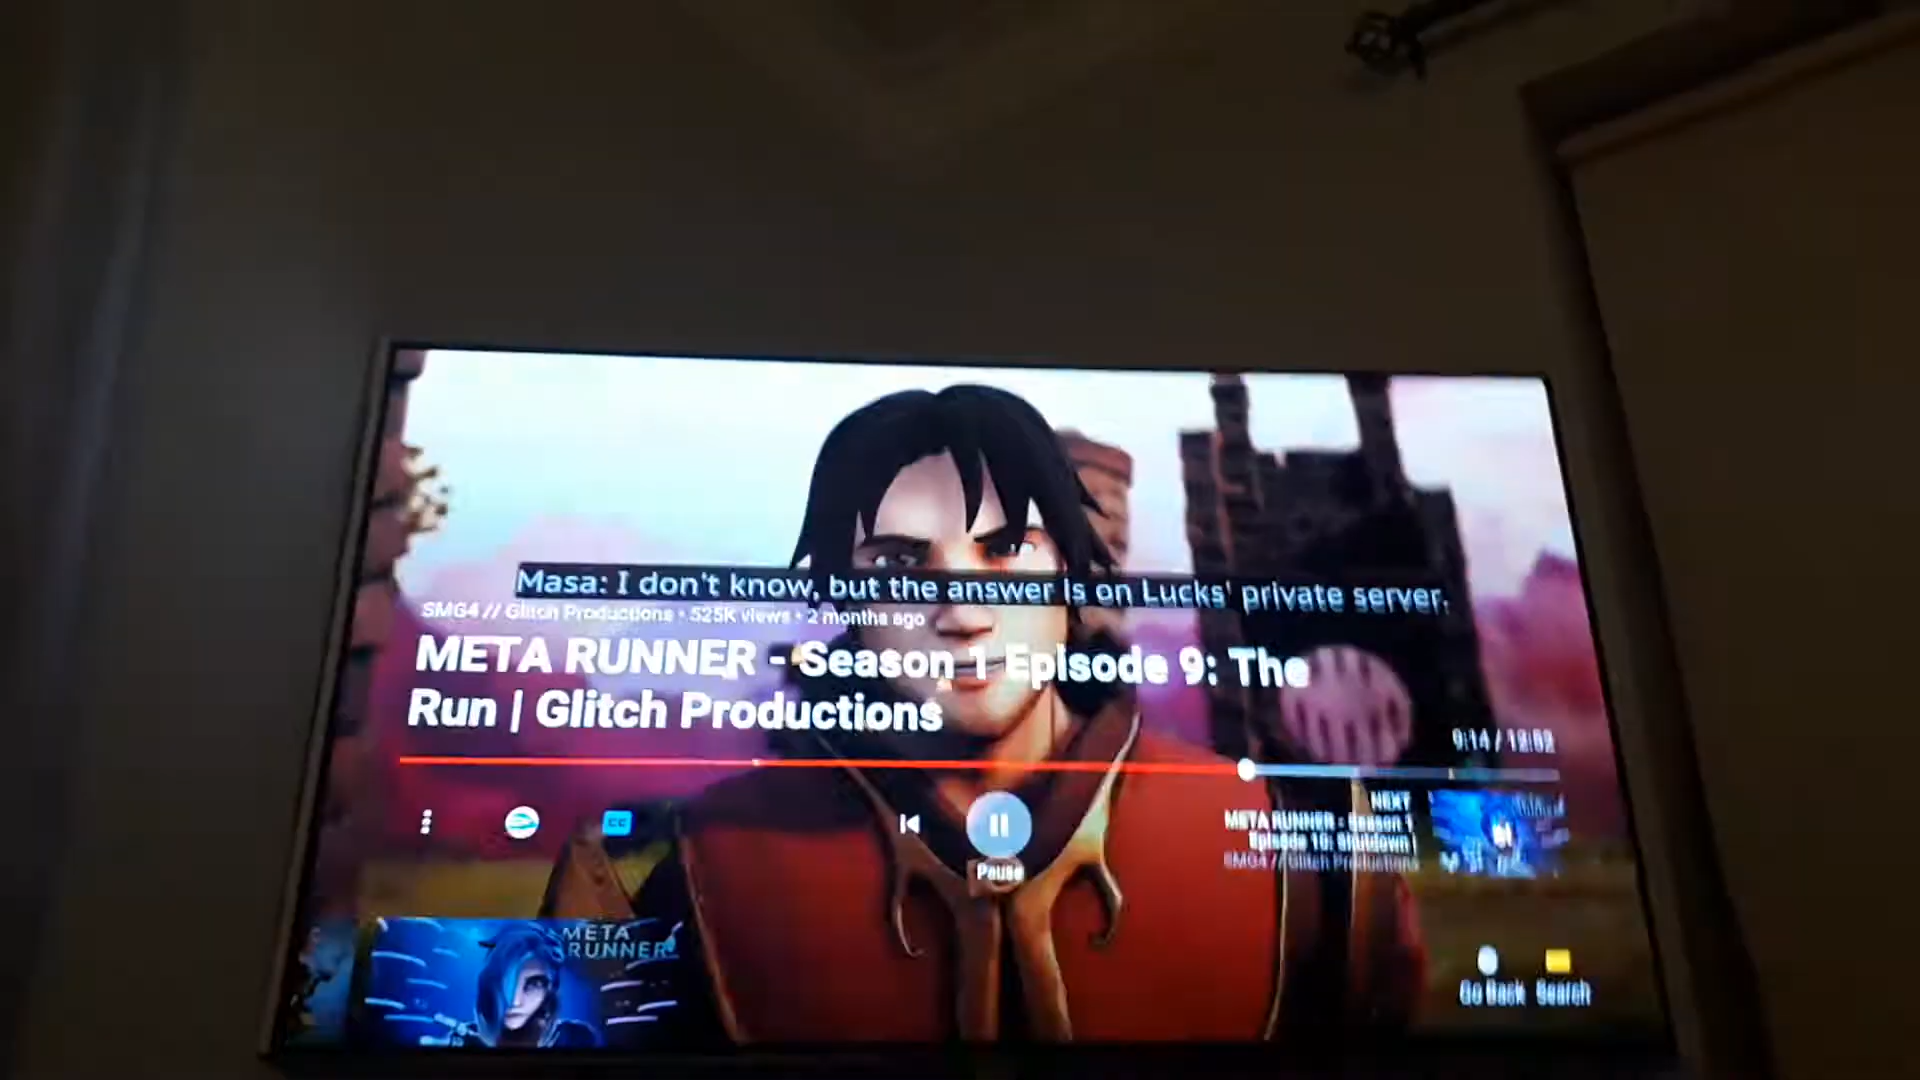 Masa: I don't know, but the answer is on Lucks' private server.
SMG4 // Glitch Productions • 525K views • 2 months ago
META RUNNER - Season 1 Episode 9: The
Run | Glitch Productions
9:14 / 12:52
CC
Pause
NEXT
META RUNNER - Season 1
Episode 10: Shutdown |
SMG4 // Glitch Productions
META
RUNNER
Go Back Search